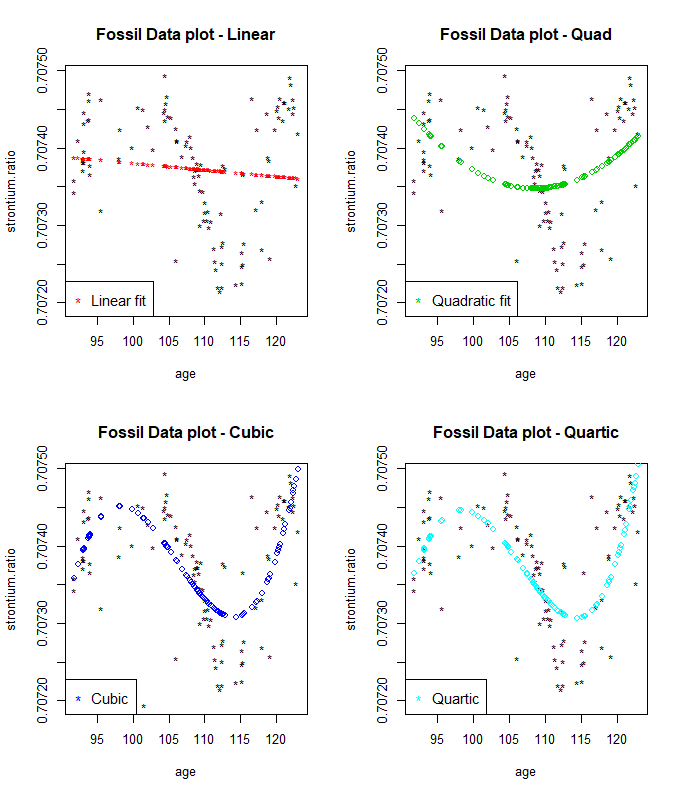 Fossil Data plot - Linear
strontium.ratio
0.70750
0.70740
0.70730
0.70720
* Linear fit
95 100 105 110 115 120
age
Fossil Data plot - Quad
strontium.ratio
0.70750
0.70740
0.70730
0.70720
* Quadratic fit
95 100 105 110 115 120
age
Fossil Data plot - Cubic
strontium.ratio
0.70750
0.70740
0.70730
0.70720
* Cubic
95 100 105 110 115 120
age
Fossil Data plot - Quartic
strontium.ratio
0.70750
0.70740
0.70730
0.70720
* Quartic
95 100 105 110 115 120
age